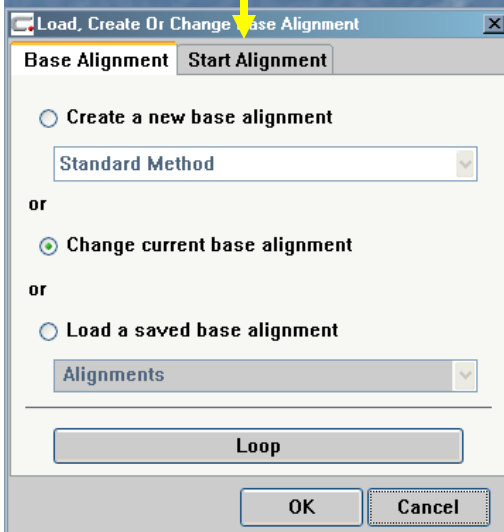 Load, Create Or Change Base Alignment
Base Alignment Start Alignment
Create a new base alignment
Standard Method
or
Change current base alignment
or
Load a saved base alignment
Alignments
Loop
OK Cancel